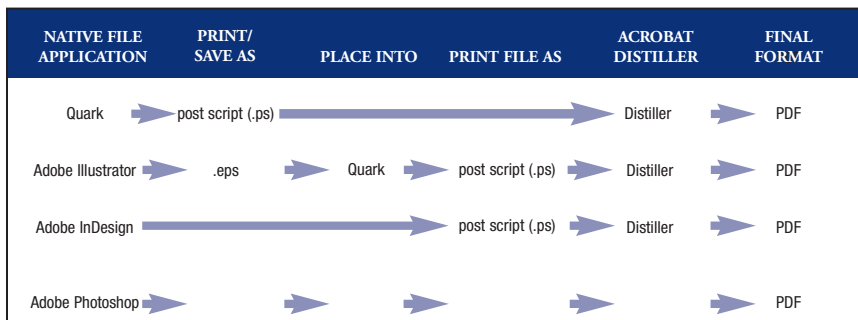 NATIVE FILE APPLICATION PRINT/ SAVE AS PLACE INTO PRINT FILE AS ACROBAT DISTILLER FINAL FORMAT
Quark post script (.ps) Distiller PDF
Adobe Illustrator .eps Quark post script (.ps) Distiller PDF
Adobe InDesign post script (.ps) Distiller PDF
Adobe Photoshop PDF